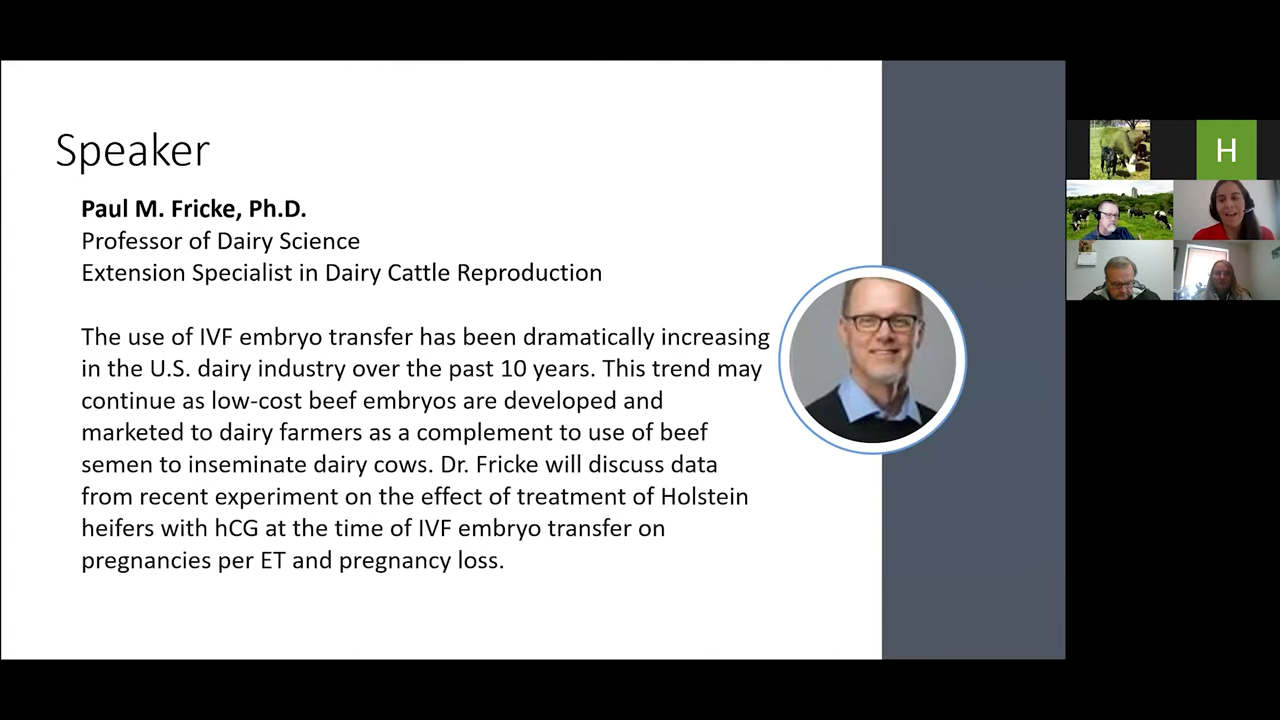 Speaker
Paul M. Fricke, Ph.D.
Professor of Dairy Science
Extension Specialist in Dairy Cattle Reproduction
The use of IVF embryo transfer has been dramatically increasing
in the U.S. dairy industry over the past 10 years. This trend may
continue as low-cost beef embryos are developed and
marketed to dairy farmers as a complement to use of beef
semen to inseminate dairy cows. Dr. Fricke will discuss data
from recent experiment on the effect of treatment of Holstein
heifers with hCG at the time of IVF embryo transfer on
pregnancies per ET and pregnancy loss.
H